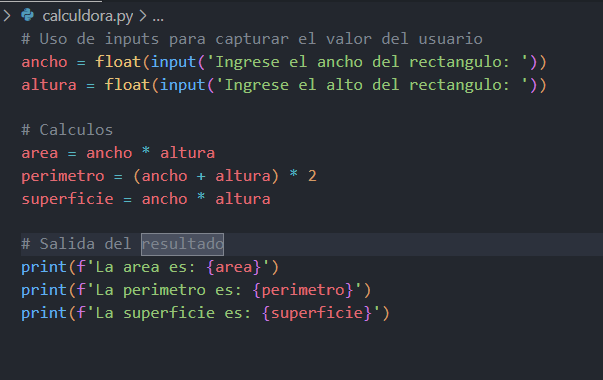 > calculdora.py > ...
# Uso de inputs para capturar el valor del usuario
ancho = float(input('Ingrese el ancho del rectangulo: '))
altura = float(input('Ingrese el alto del rectangulo: '))
# Calculos
area = ancho * altura
perimetro = (ancho + altura) * 2
superficie = ancho * altura
# Salida del resultado
print(f'La area es: {area}')
print(f'La perimetro es: {perimetro}')
print(f'La superficie es: {superficie}')